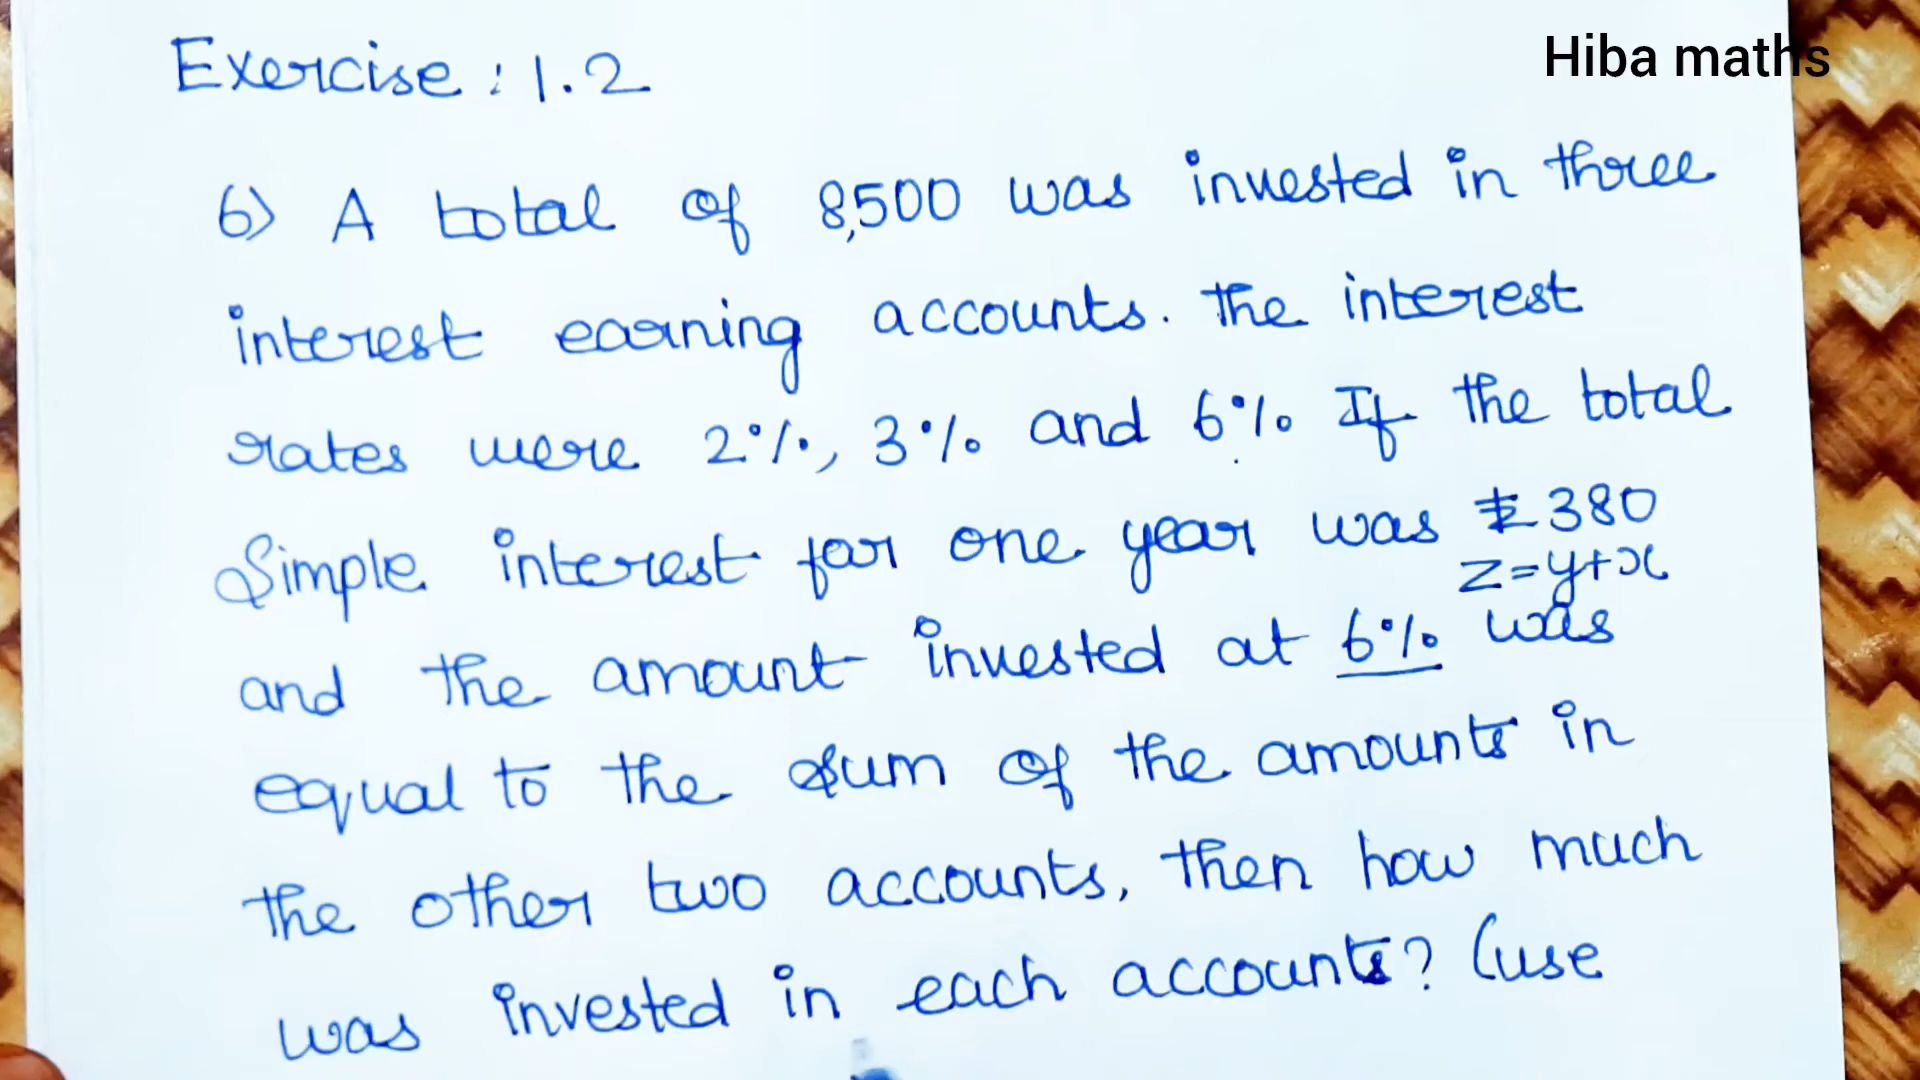 Hiba maths
Exercise : 1.2
6) A total of 8,500 was invested in three
interest earning accounts. The interest
rates were 2%, 3% and 6% If the total
Simple interest for one year was ₹ 380
z=y+x
and the amount invested at 6% was
equal to the sum of the amounts in
the other two accounts, then how much
was invested in each accounts? (use